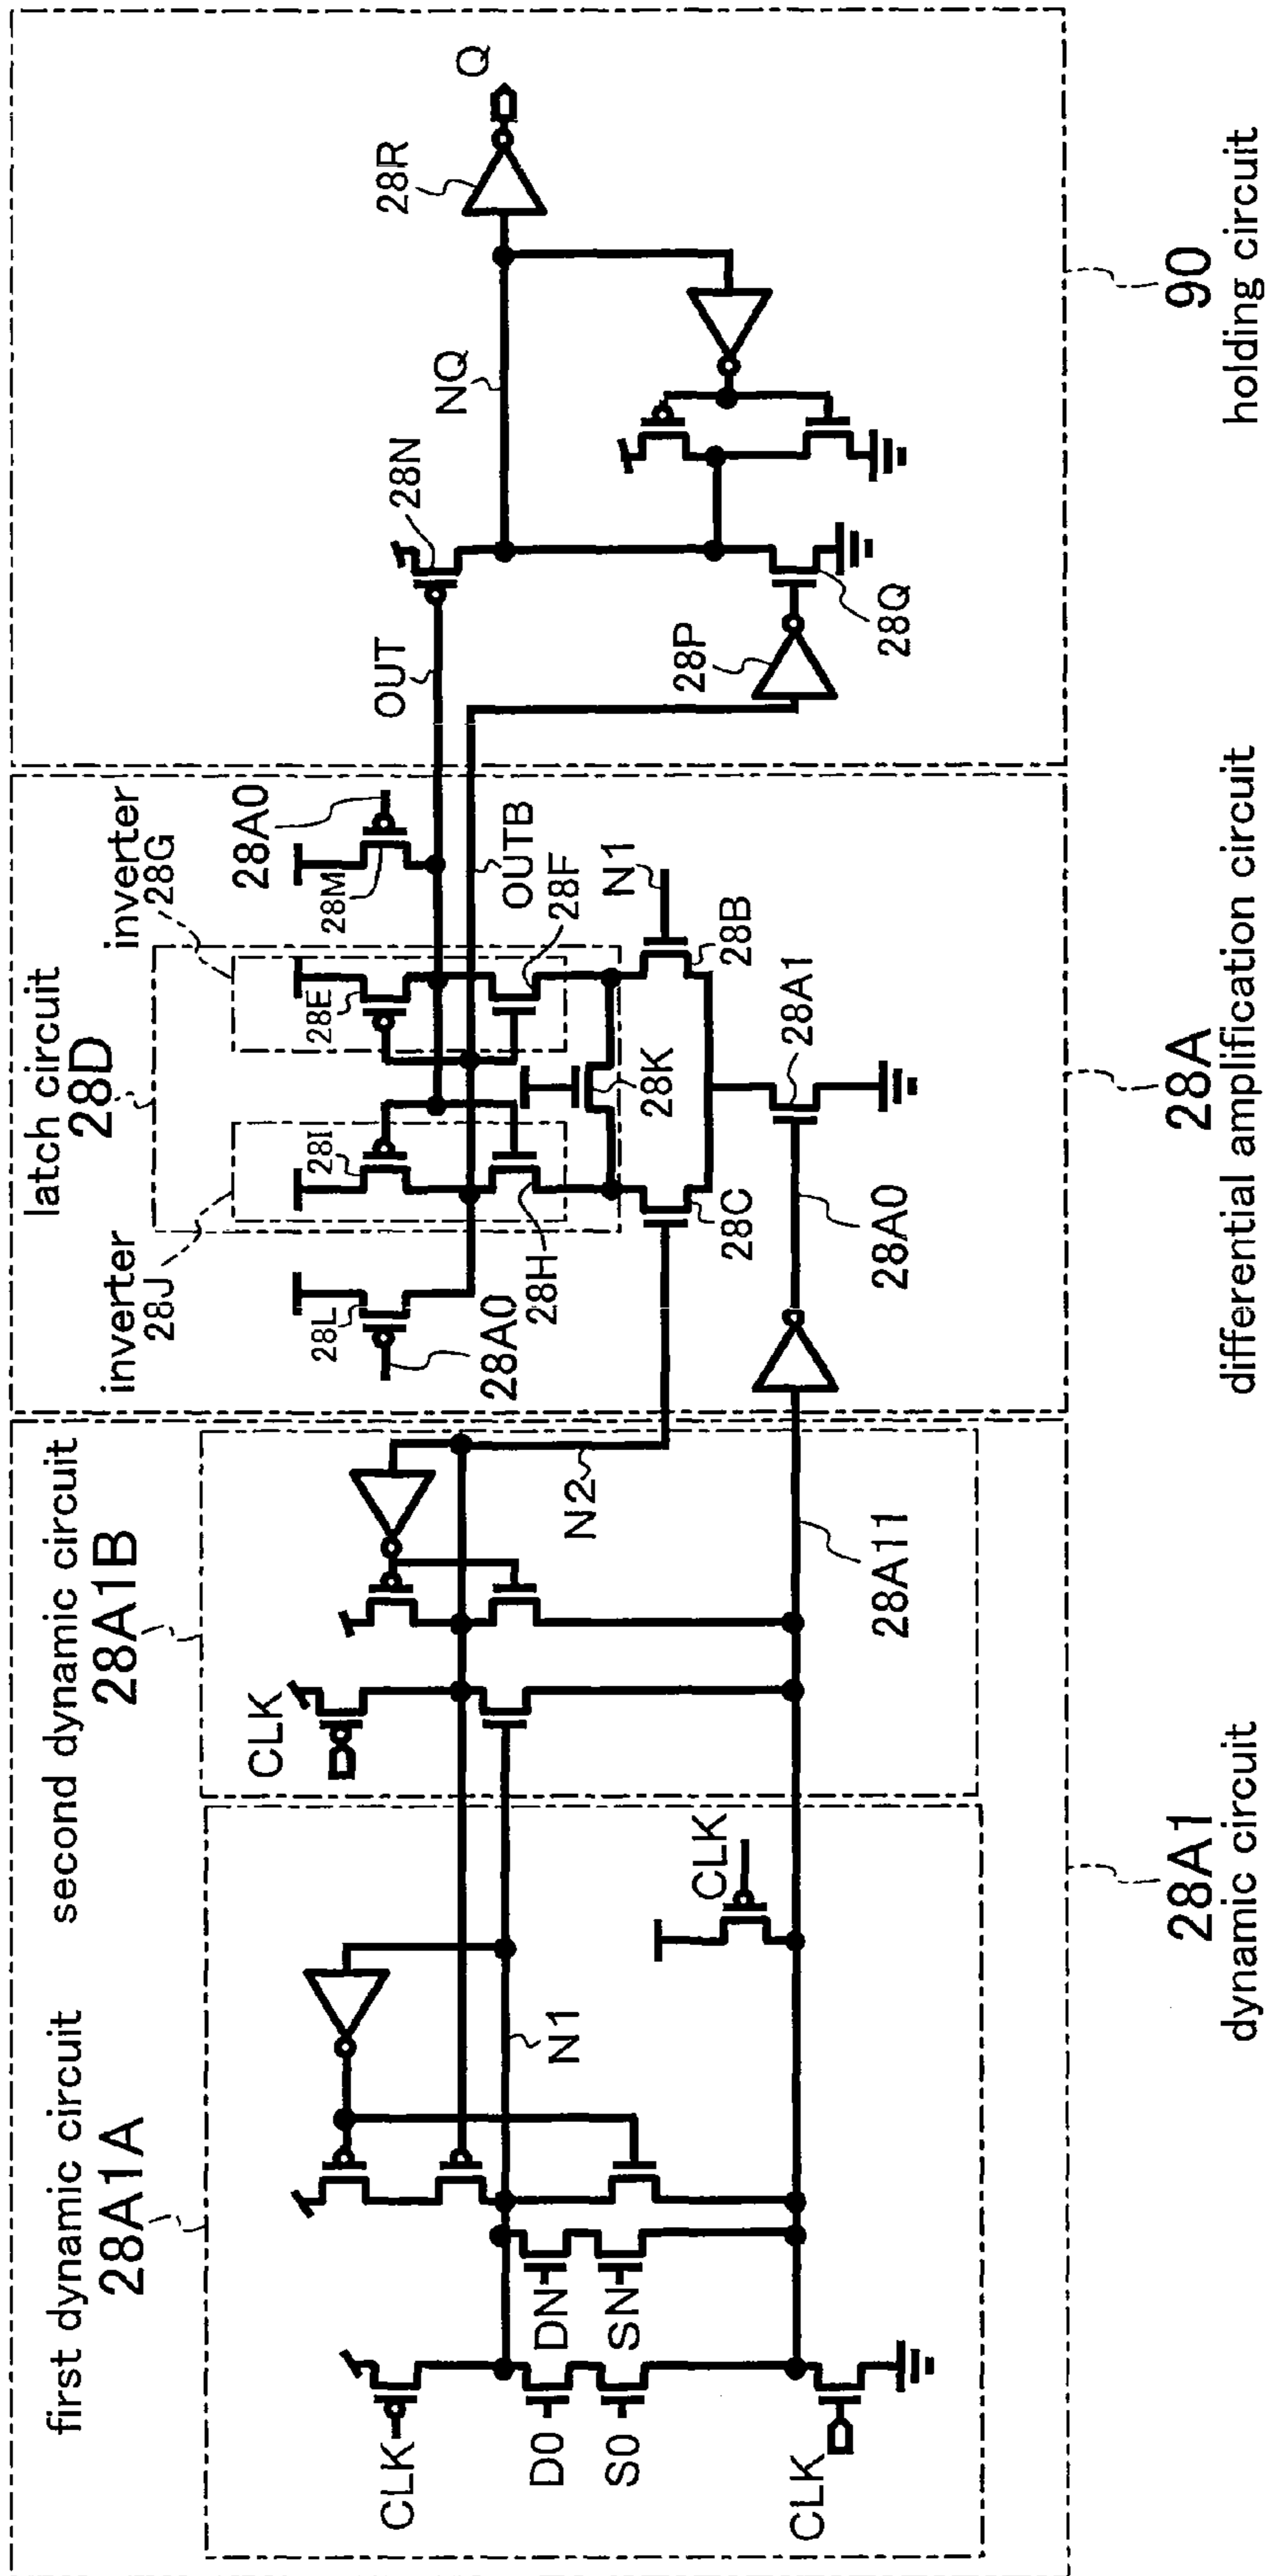 first dynamic circuit
28A1A
second dynamic circuit
28A1B
inverter
28J
latch circuit
28D
inverter
28G
CLK
D0
S0
DN
SN
CLK
N1
CLK
CLK
N2
28A11
28L
28A0
28I
28H
28E
28F
28M
28A0
28K
28C
28B
N1
28A1
28A0
OUTB
OUT
28N
NQ
28P
28Q
28R
Q
28A1
dynamic circuit
28A
differential amplification circuit
90
holding circuit